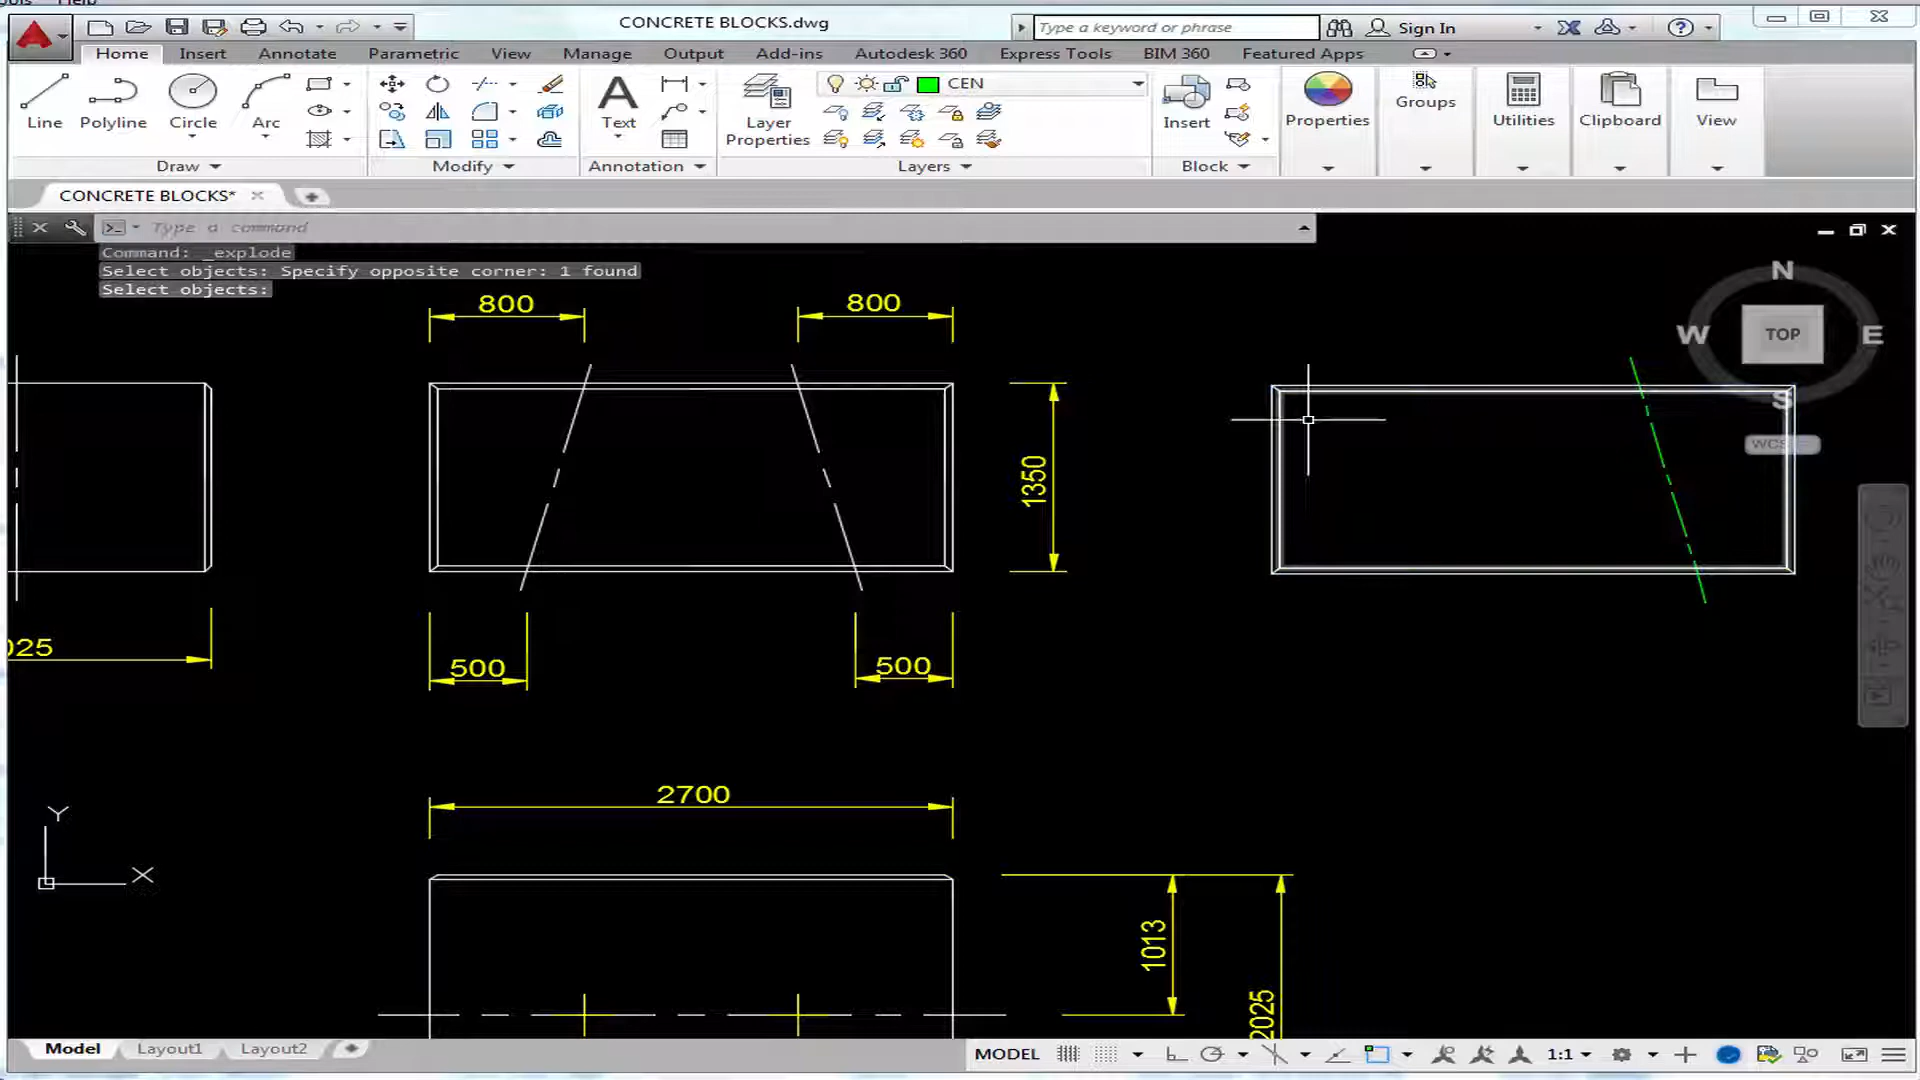 Help
CONCRETE BLOCKS.dwg
Type a keyword or phrase
Sign In
Home Insert Annotate Parametric View Manage Output Add-ins Autodesk 360 Express Tools BIM 360 Featured Apps
CEN
Line Polyline Circle Arc Text Layer Properties Insert Properties Groups Utilities Clipboard View
Draw Modify Annotation Layers Block
CONCRETE BLOCKS*
Type a command
Command: _explode
Select objects: Specify opposite corner: 1 found
Select objects:
800 800
N
W TOP E
S
WCS
1350
025
500 500
2700
Y
X
1013
2025
Model Layout1 Layout2
MODEL 1:1